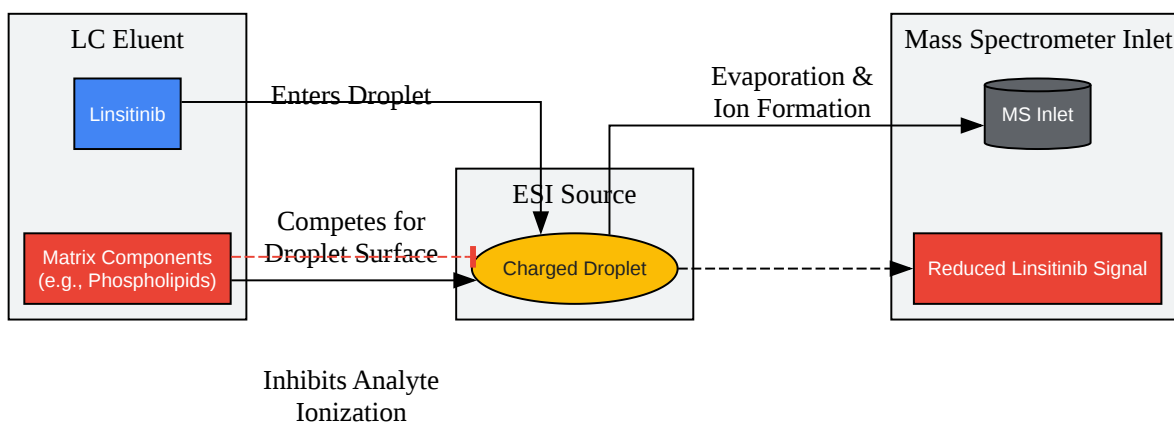 LC Eluent
Linsitinib
Matrix Components
(e.g., Phospholipids)
Enters Droplet
Competes for
Droplet Surface
Inhibits Analyte
Ionization
ESI Source
Charged Droplet
Evaporation &
Ion Formation
Mass Spectrometer Inlet
MS Inlet
Reduced Linsitinib Signal